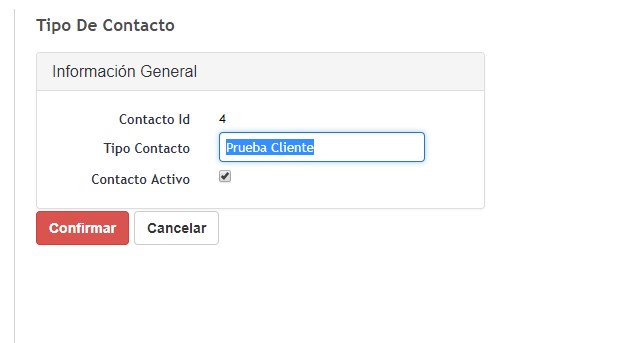 Tipo De Contacto
Información General
Contacto Id 4
Tipo Contacto Prueba Cliente
Contacto Activo
Confirmar Cancelar